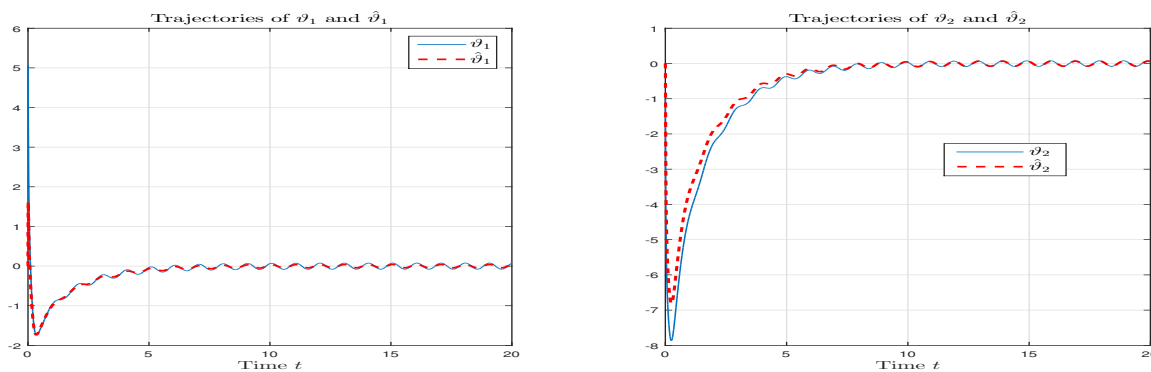 Trajectories of ϑ₁ and ϑ̂₁
6
5
4
3
2
1
0
-1
-2
0 5 10 15 20
Time t
ϑ₁
ϑ̂₁
Trajectories of ϑ₂ and ϑ̂₂
1
0
-1
-2
-3
-4
-5
-6
-7
-8
0 5 10 15 20
Time t
ϑ₂
ϑ̂₂